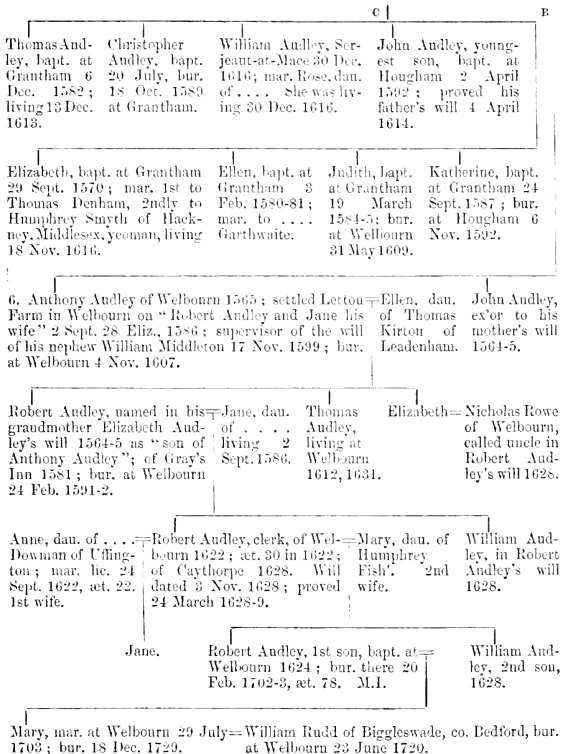 C
B
Thomas Aud-
ley, bapt. at
Grantham 6
Dec. 1582;
living 13 Dec.
1613.
Christopher
Audley, bapt.
20 July, bur.
18 Oct. 1589
at Grantham.
William Audley, Ser-
jeant-at-Mace 30 Dec.
1616; mar. Rose, dau.
of . . . . She was liv-
ing 30 Dec. 1616.
John Audley, young-
est son, bapt. at
Hougham 2 April
1592; proved his
father's will 4 April
1614.
Elizabeth, bapt. at Grantham
29 Sept. 1570; mar. 1st to
Thomas Denham, 2ndly to
Humphrey Smyth of Hack-
ney, Middlesex, yeoman, living
18 Nov. 1616.
Ellen, bapt. at
Grantham 3
Feb. 1580-81;
mar. to . . . .
Garthwaite.
Judith, bapt.
at Grantham
19 March
1584-5; bur.
at Welbourn
31 May 1609.
Katherine, bapt.
at Grantham 24
Sept. 1587; bur.
at Hougham 6
Nov. 1592.
6. Anthony Audley of Welbourn 1565; settled Lettou
Farm in Welbourn on "Robert Audley and Jane his
wife" 2 Sept. 28 Eliz., 1586; supervisor of the will
of his nephew William Middleton 17 Nov. 1599; bur.
at Welbourn 4 Nov. 1607.
Ellen, dau.
of Thomas
Kirton of
Leadenham.
John Audley,
ex'or to his
mother's will
1564-5.
Robert Audley, named in his
grandmother Elizabeth Aud-
ley's will 1564-5 as "son of
Anthony Audley"; of Gray's
Inn 1581; bur. at Welbourn
24 Feb. 1591-2.
Jane, dau.
of . . . .
living 2
Sept. 1586.
Thomas
Audley,
living at
Welbourn
1612, 1631.
Elizabeth=
Nicholas Rowe
of Welbourn,
called uncle in
Robert Aud-
ley's will 1628.
Anne, dau. of . . . .
Dowman of Uffing-
ton; mar. lic. 24
Sept. 1622, æt. 22.
1st wife.
Robert Audley, clerk, of Wel-
bourn 1622; æt. 30 in 1622;
of Caythorpe 1628. Will
dated 3 Nov. 1628; proved
24 March 1628-9.
Mary, dau. of
Humphrey
Fish'. 2nd
wife.
William Aud-
ley, in Robert
Audley's will
1628.
Jane.
Robert Audley, 1st son, bapt. at
Welbourn 1624; bur. there 20
Feb. 1702-3, æt. 78. M.I.
William Aud-
ley, 2nd son,
1628.
Mary, mar. at Welbourn 29 July=
1703; bur. 18 Dec. 1729.
William Rudd of Biggleswade, co. Bedford, bur.
at Welbourn 23 June 1720.